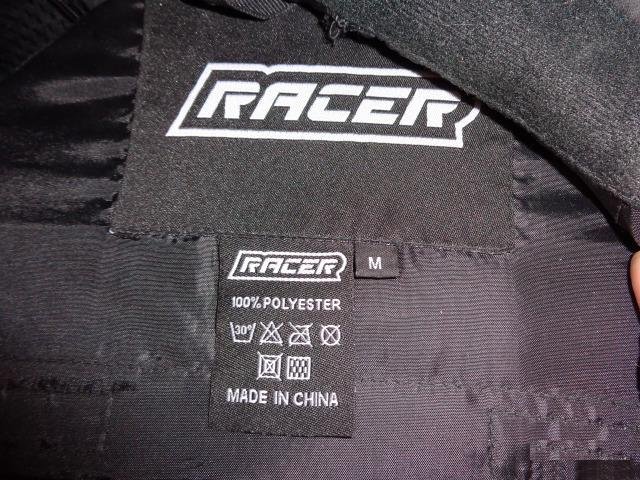 RACER
RACER
M
100% POLYESTER
30°
MADE IN CHINA